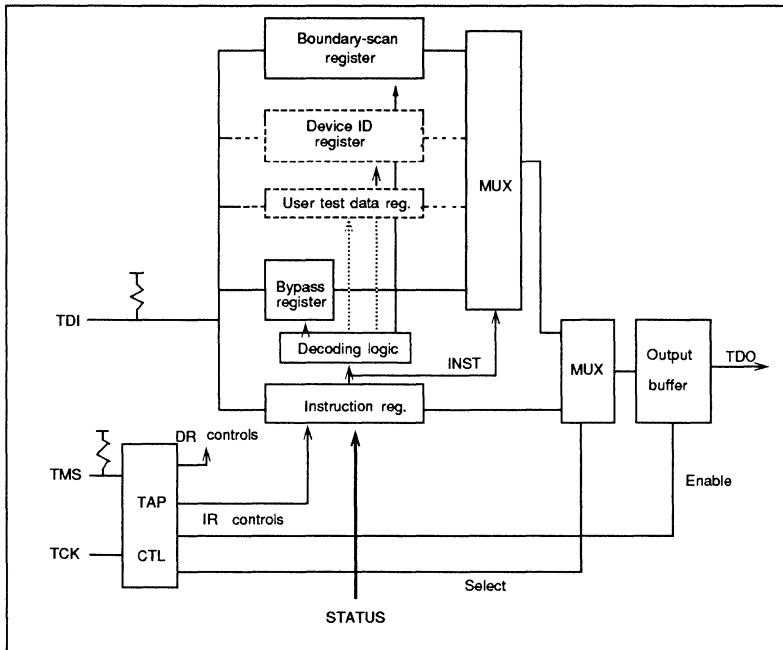 Boundary-scan
register
Device ID
register
MUX
User test data reg.
Bypass
register
TDI
Decoding logic
INST
MUX
Output
buffer
TDO
Instruction reg.
DR controls
TMS
TAP
Enable
IR controls
TCK
CTL
Select
STATUS